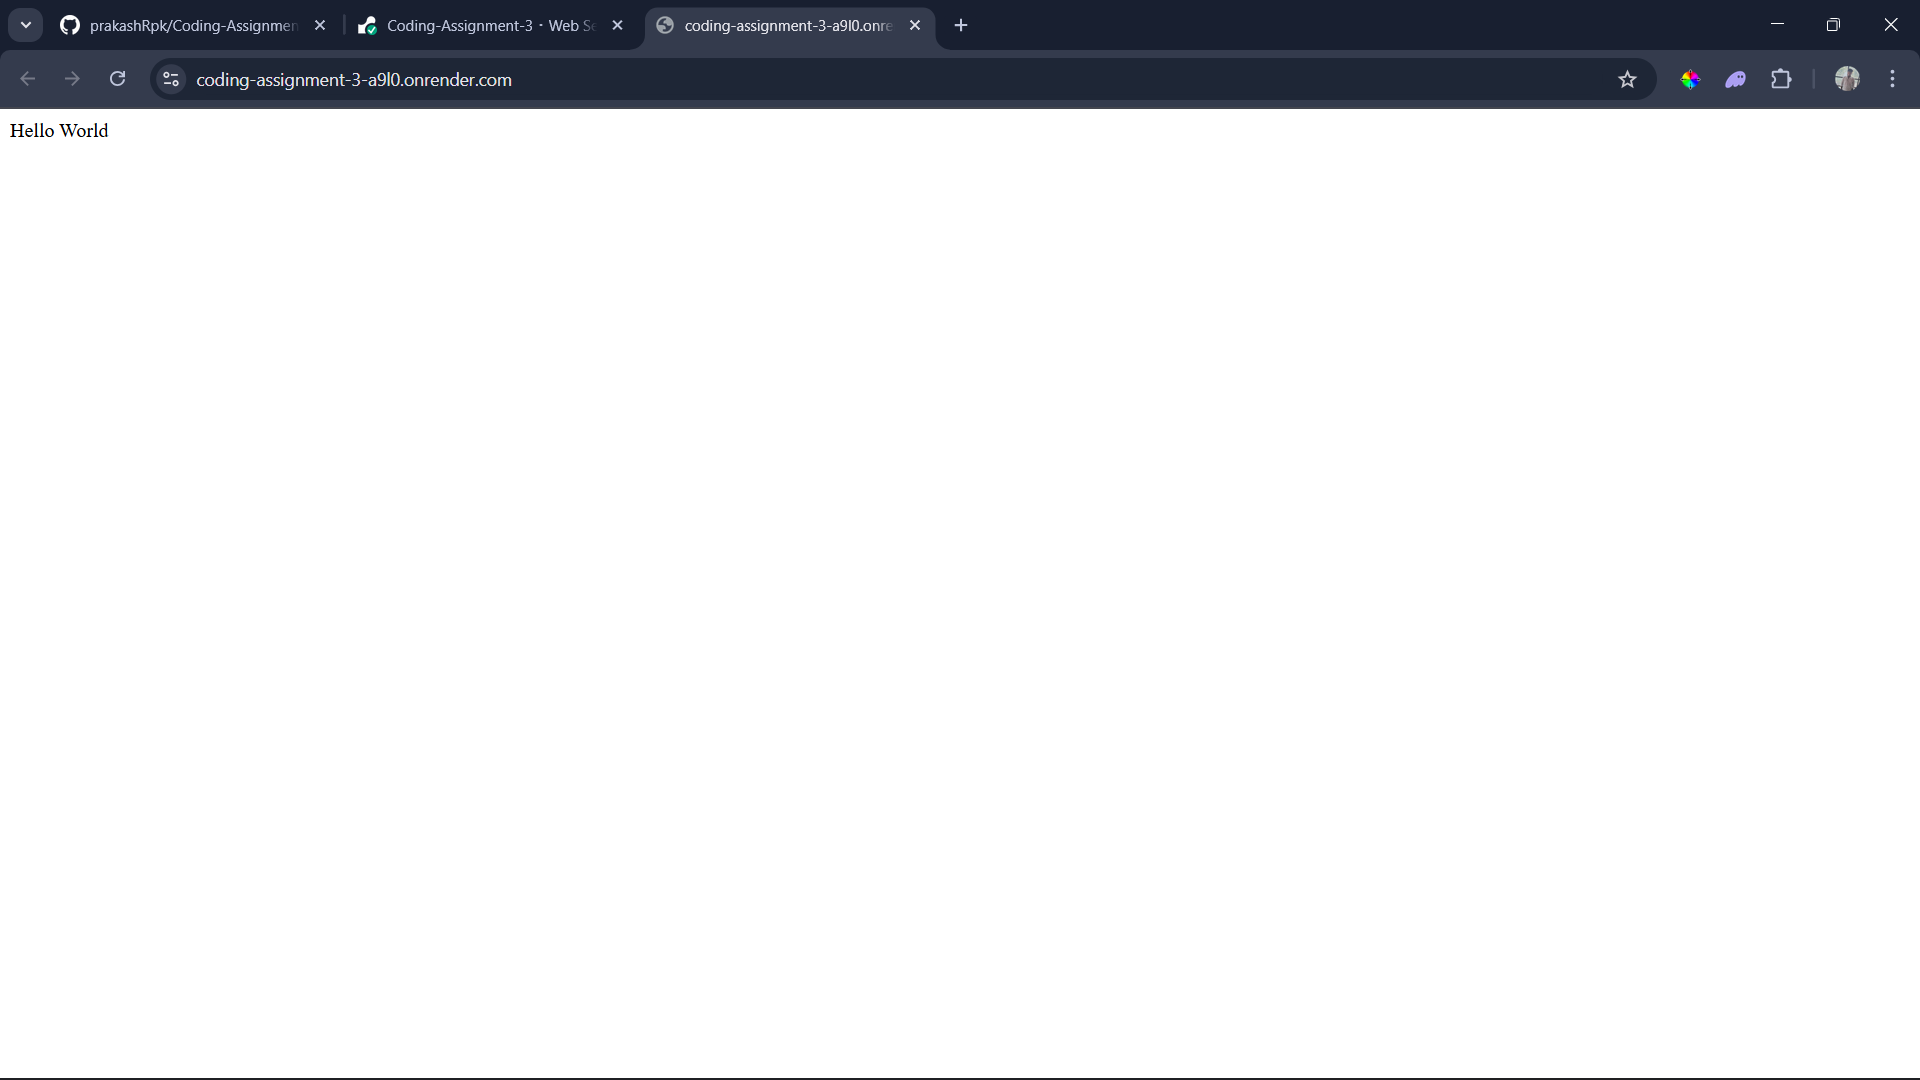 prakashRpk/Coding-Assignmen
Coding-Assignment-3 · Web Se
coding-assignment-3-a9l0.onre
coding-assignment-3-a9l0.onrender.com
Hello World